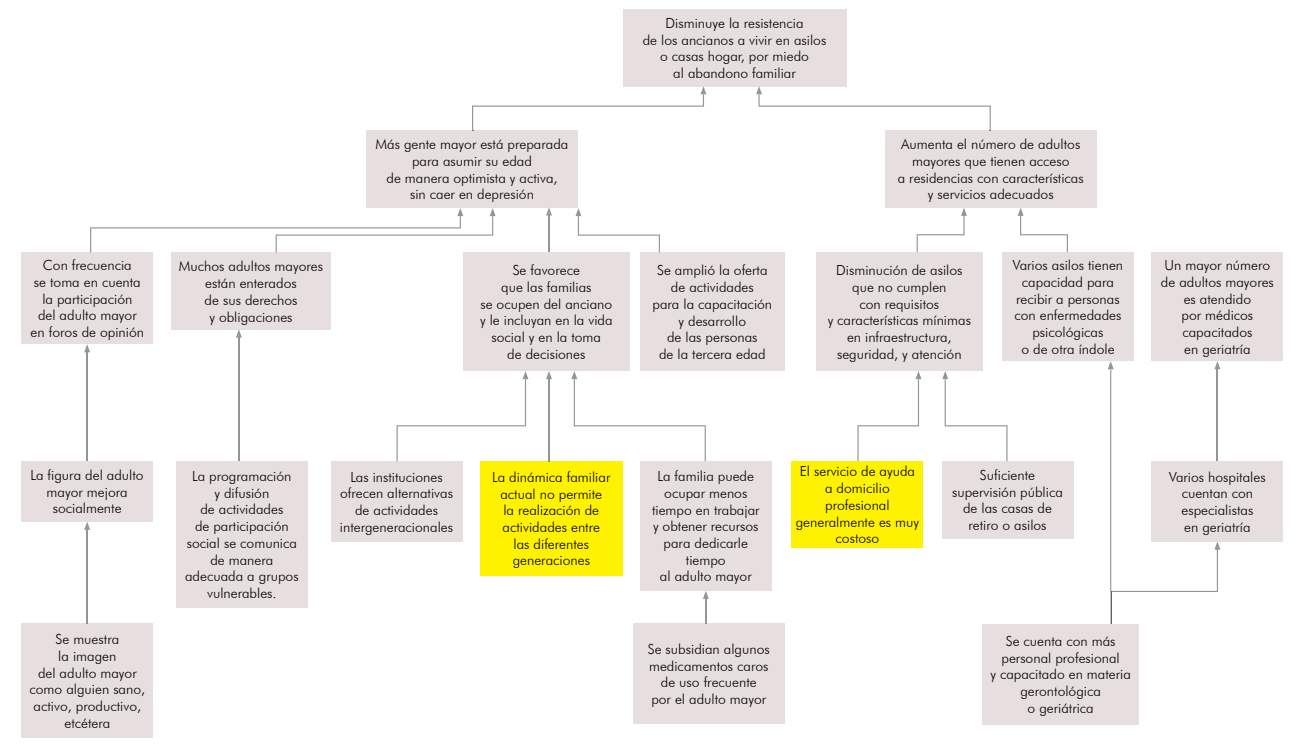 Disminuye la resistencia
de los ancianos a vivir en asilos
o casas hogar, por miedo
al abandono familiar
Más gente mayor está preparada
para asumir su edad
de manera optimista y activa,
sin caer en depresión
Aumenta el número de adultos
mayores que tienen acceso
a residencias con características
y servicios adecuados
Con frecuencia
se toma en cuenta
la participación
del adulto mayor
en foros de opinión
Muchos adultos mayores
están enterados
de sus derechos
y obligaciones
Se favorece
que las familias
se ocupen del anciano
y le incluyan en la vida
social y en la toma
de decisiones
Se amplió la oferta
de actividades
para la capacitación
y desarrollo
de las personas
de la tercera edad
Disminución de asilos
que no cumplen
con requisitos
y características mínimas
en infraestructura,
seguridad, y atención
Varios asilos tienen
capacidad para
recibir a personas
con enfermedades
psicológicas
o de otra índole
Un mayor número
de adultos mayores
es atendido
por médicos
capacitados
en geriatría
La figura del adulto
mayor mejora
socialmente
La programación
y difusión
de actividades
de participación
social se comunica
de manera
adecuada a grupos
vulnerables.
Las instituciones
ofrecen alternativas
de actividades
intergeneracionales
La dinámica familiar
actual no permite
la realización de
actividades entre
las diferentes
generaciones
La familia puede
ocupar menos
tiempo en trabajar
y obtener recursos
para dedicarle
tiempo
al adulto mayor
El servicio de ayuda
a domicilio
profesional
generalmente es muy
costoso
Suficiente
supervisión pública
de las casas de
retiro o asilos
Varios hospitales
cuentan con
especialistas
en geriatría
Se muestra
la imagen
del adulto mayor
como alguien sano,
activo, productivo,
etcétera
Se subsidian algunos
medicamentos caros
de uso frecuente
por el adulto mayor
Se cuenta con más
personal profesional
y capacitado en materia
gerontológica
o geriátrica